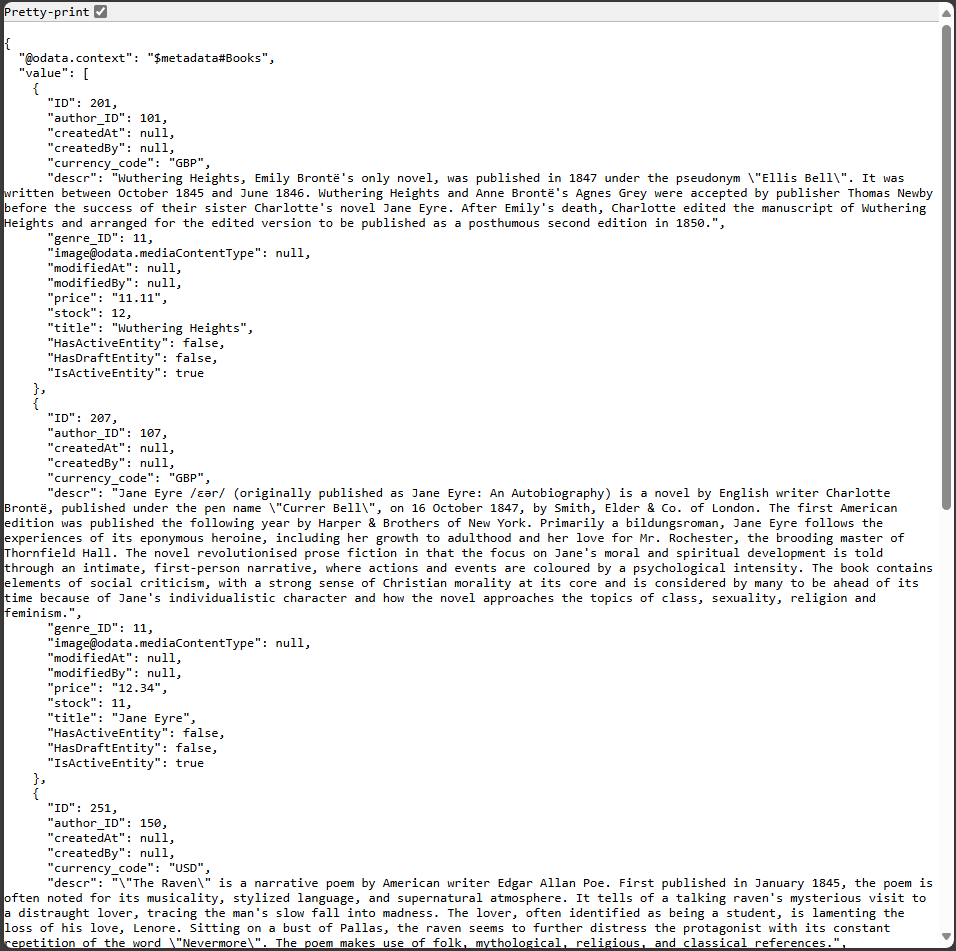 Pretty-print
{
  "@odata.context": "$metadata#Books",
  "value": [
    {
      "ID": 201,
      "author_ID": 101,
      "createdAt": null,
      "createdBy": null,
      "currency_code": "GBP",
      "descr": "Wuthering Heights, Emily Brontë's only novel, was published in 1847 under the pseudonym \"Ellis Bell\". It was
written between October 1845 and June 1846. Wuthering Heights and Anne Brontë's Agnes Grey were accepted by publisher Thomas Newby
before the success of their sister Charlotte's novel Jane Eyre. After Emily's death, Charlotte edited the manuscript of Wuthering
Heights and arranged for the edited version to be published as a posthumous second edition in 1850.",
      "genre_ID": 11,
      "image@odata.mediaContentType": null,
      "modifiedAt": null,
      "modifiedBy": null,
      "price": "11.11",
      "stock": 12,
      "title": "Wuthering Heights",
      "HasActiveEntity": false,
      "HasDraftEntity": false,
      "IsActiveEntity": true
    },
    {
      "ID": 207,
      "author_ID": 107,
      "createdAt": null,
      "createdBy": null,
      "currency_code": "GBP",
      "descr": "Jane Eyre /ɛər/ (originally published as Jane Eyre: An Autobiography) is a novel by English writer Charlotte
Brontë, published under the pen name \"Currer Bell\", on 16 October 1847, by Smith, Elder & Co. of London. The first American
edition was published the following year by Harper & Brothers of New York. Primarily a bildungsroman, Jane Eyre follows the
experiences of its eponymous heroine, including her growth to adulthood and her love for Mr. Rochester, the brooding master of
Thornfield Hall. The novel revolutionised prose fiction in that the focus on Jane's moral and spiritual development is told
through an intimate, first-person narrative, where actions and events are coloured by a psychological intensity. The book contains
elements of social criticism, with a strong sense of Christian morality at its core and is considered by many to be ahead of its
time because of Jane's individualistic character and how the novel approaches the topics of class, sexuality, religion and
feminism.",
      "genre_ID": 11,
      "image@odata.mediaContentType": null,
      "modifiedAt": null,
      "modifiedBy": null,
      "price": "12.34",
      "stock": 11,
      "title": "Jane Eyre",
      "HasActiveEntity": false,
      "HasDraftEntity": false,
      "IsActiveEntity": true
    },
    {
      "ID": 251,
      "author_ID": 150,
      "createdAt": null,
      "createdBy": null,
      "currency_code": "USD",
      "descr": "\"The Raven\" is a narrative poem by American writer Edgar Allan Poe. First published in January 1845, the poem is
often noted for its musicality, stylized language, and supernatural atmosphere. It tells of a talking raven's mysterious visit to
a distraught lover, tracing the man's slow fall into madness. The lover, often identified as being a student, is lamenting the
loss of his love, Lenore. Sitting on a bust of Pallas, the raven seems to further distress the protagonist with its constant
repetition of the word \"Nevermore\". The poem makes use of folk, mythological, religious, and classical references.",